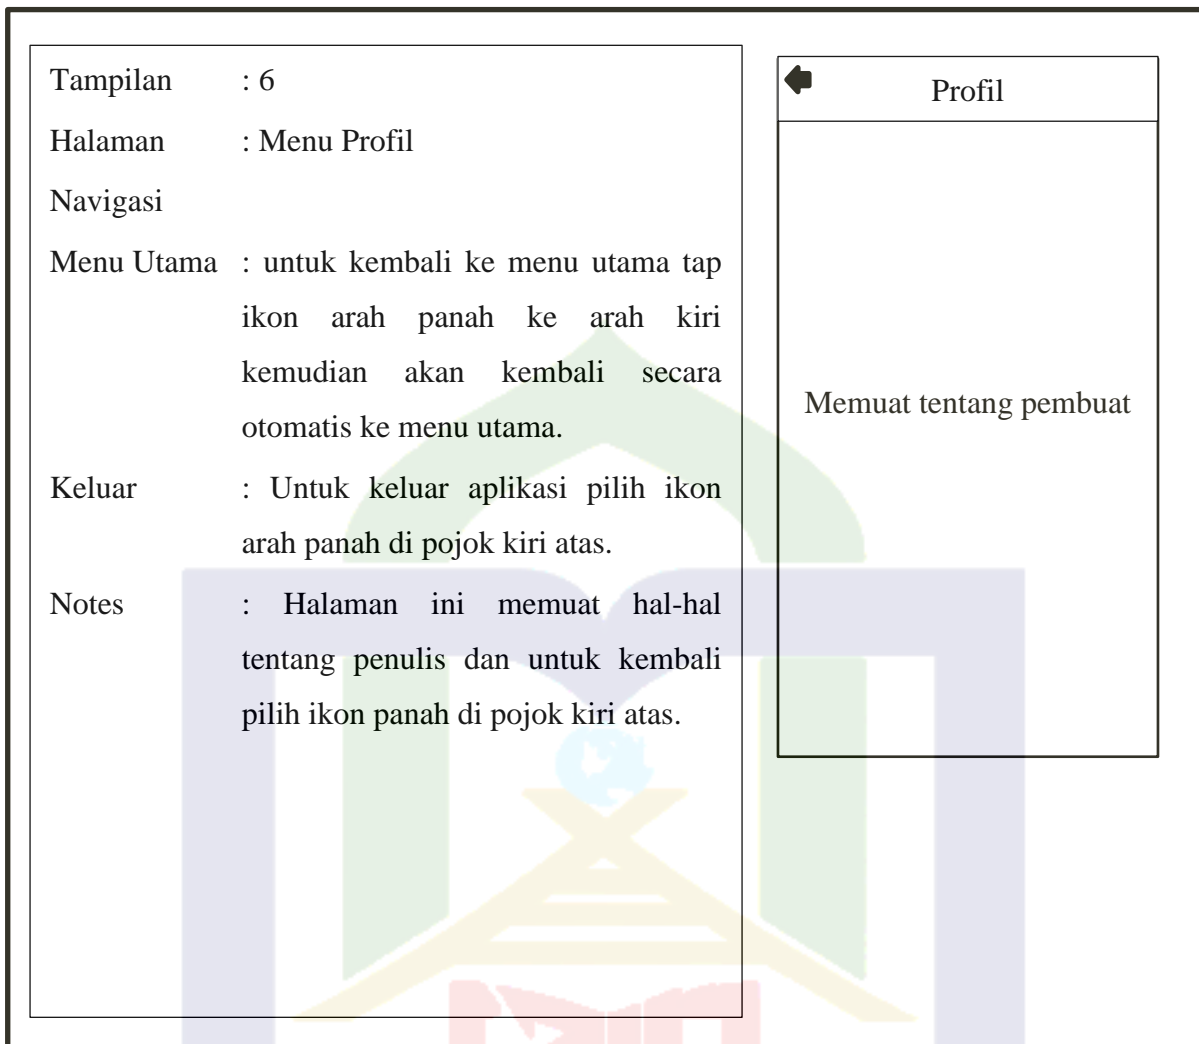 Tampilan : 6
Halaman : Menu Profil
Navigasi
Menu Utama : untuk kembali ke menu utama tap
ikon arah panah ke arah kiri
kemudian akan kembali secara
otomatis ke menu utama.
Keluar : Untuk keluar aplikasi pilih ikon
arah panah di pojok kiri atas.
Notes : Halaman ini memuat hal-hal
tentang penulis dan untuk kembali
pilih ikon panah di pojok kiri atas.
Profil
Memuat tentang pembuat